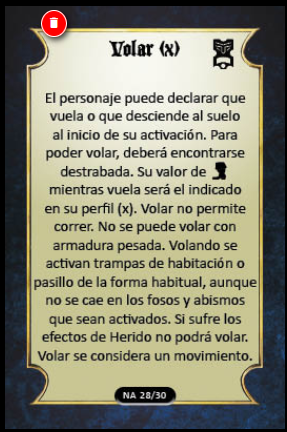 Volar (x)
El personaje puede declarar que
vuela o que desciende al suelo
al inicio de su activación. Para
poder volar, deberá encontrarse
destrabada. Su valor de
mientras vuela será el indicado
en su perfil (x). Volar no permite
correr. No se puede volar con
armadura pesada. Volando se
activan trampas de habitación o
pasillo de la forma habitual, aunque
no se cae en los fosos y abismos
que sean activados. Si sufre los
efectos de Herido no podrá volar.
Volar se considera un movimiento.
NA 28/30